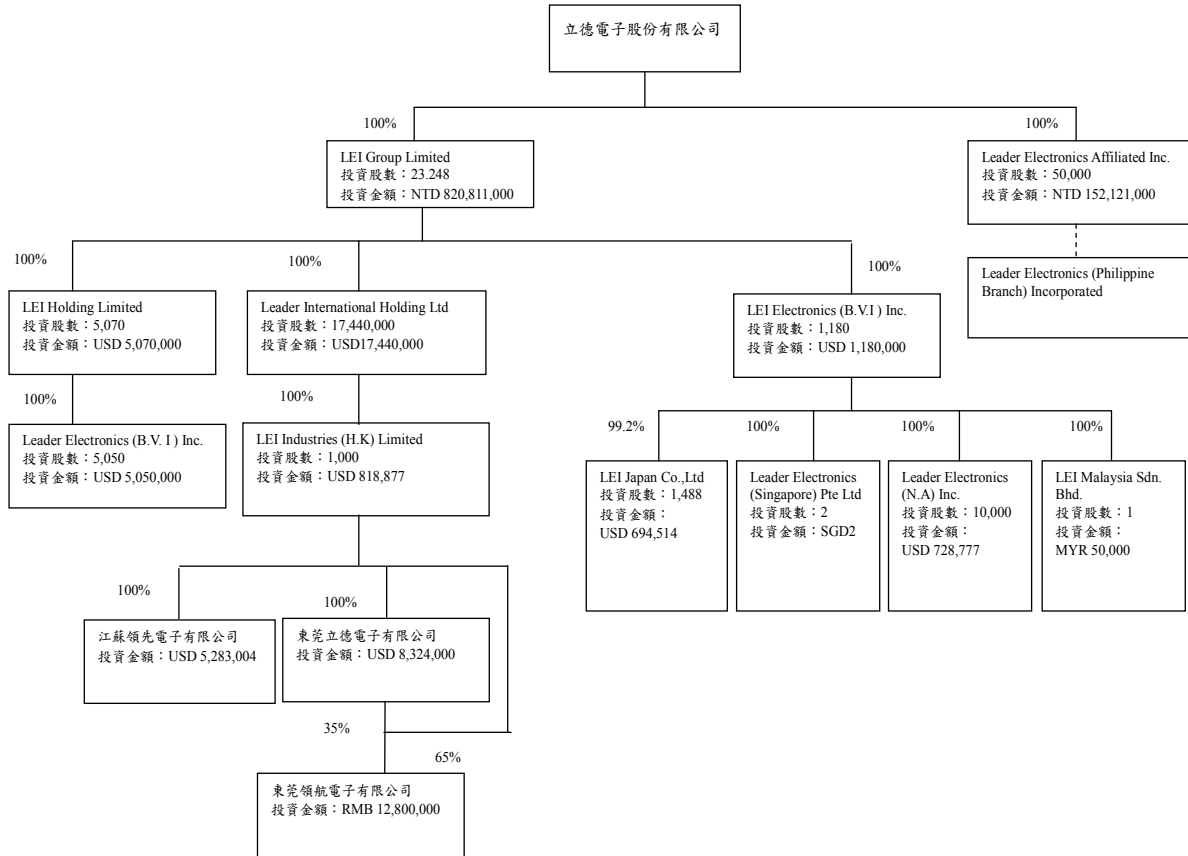 立德電子股份有限公司
100%
100%
LEI Group Limited
投資股數：23.248
投資金額：NTD 820,811,000
Leader Electronics Affiliated Inc.
投資股數：50,000
投資金額：NTD 152,121,000
100%
100%
100%
Leader Electronics (Philippine
Branch) Incorporated
LEI Holding Limited
投資股數：5,070
投資金額：USD 5,070,000
Leader International Holding Ltd
投資股數：17,440,000
投資金額：USD17,440,000
LEI Electronics (B.V.I ) Inc.
投資股數：1,180
投資金額：USD 1,180,000
100%
100%
99.2%
100%
100%
100%
Leader Electronics (B.V. I ) Inc.
投資股數：5,050
投資金額：USD 5,050,000
LEI Industries (H.K) Limited
投資股數：1,000
投資金額：USD 818,877
LEI Japan Co.,Ltd
投資股數：1,488
投資金額：
USD 694,514
Leader Electronics
(Singapore) Pte Ltd
投資股數：2
投資金額：SGD2
Leader Electronics
(N.A) Inc.
投資股數：10,000
投資金額：
USD 728,777
LEI Malaysia Sdn.
Bhd.
投資股數：1
投資金額：
MYR 50,000
100%
100%
江蘇領先電子有限公司
投資金額：USD 5,283,004
東莞立德電子有限公司
投資金額：USD 8,324,000
35%
65%
東莞領航電子有限公司
投資金額：RMB 12,800,000